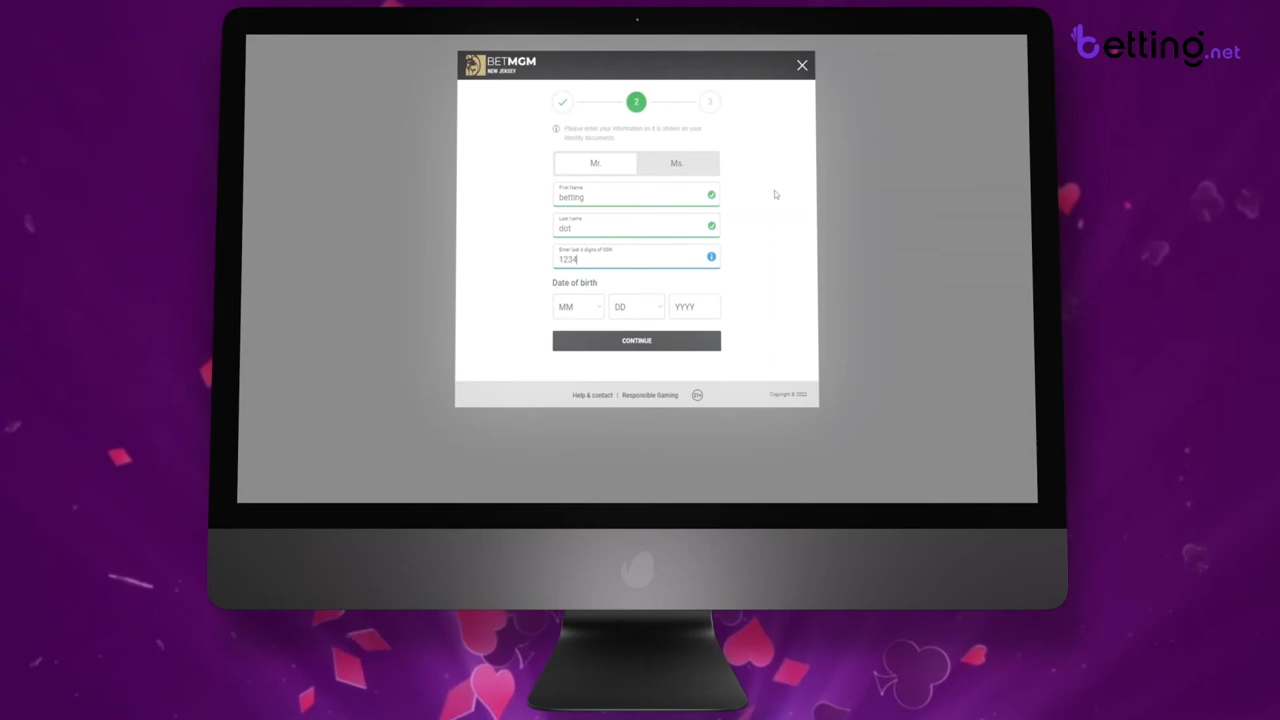 betting.net
BETMGM
NEW JERSEY
2
3
Please enter your information as it is shown on your
identity documents.
Mr.
Ms.
First Name
betting
Last name
dot
Enter last 4 digits of SSN
1234
Date of birth
MM
DD
YYYY
CONTINUE
Help & contact | Responsible Gaming
21+
Copyright © 2022